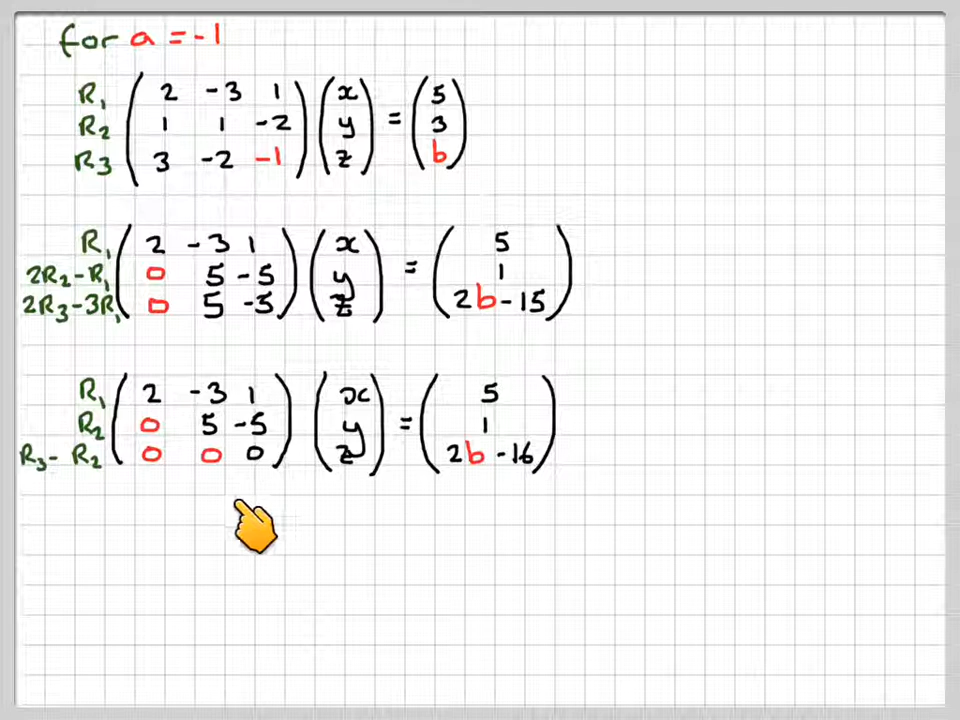 for a = -1
R₁ ( 2 -3 1 ) ( x ) = ( 5 )
R₂ ( 1 1 -2 ) ( y ) = ( 3 )
R₃ ( 3 -2 -1 ) ( z ) = ( b )
R₁ ( 2 -3 1 ) ( x ) = ( 5 )
2R₂-R₁ ( 0 5 -5 ) ( y ) = ( 1 )
2R₃-3R₁ ( 0 5 -5 ) ( z ) = ( 2b-15 )
R₁ ( 2 -3 1 ) ( x ) = ( 5 )
R₂ ( 0 5 -5 ) ( y ) = ( 1 )
R₃-R₂ ( 0 0 0 ) ( z ) = ( 2b-16 )